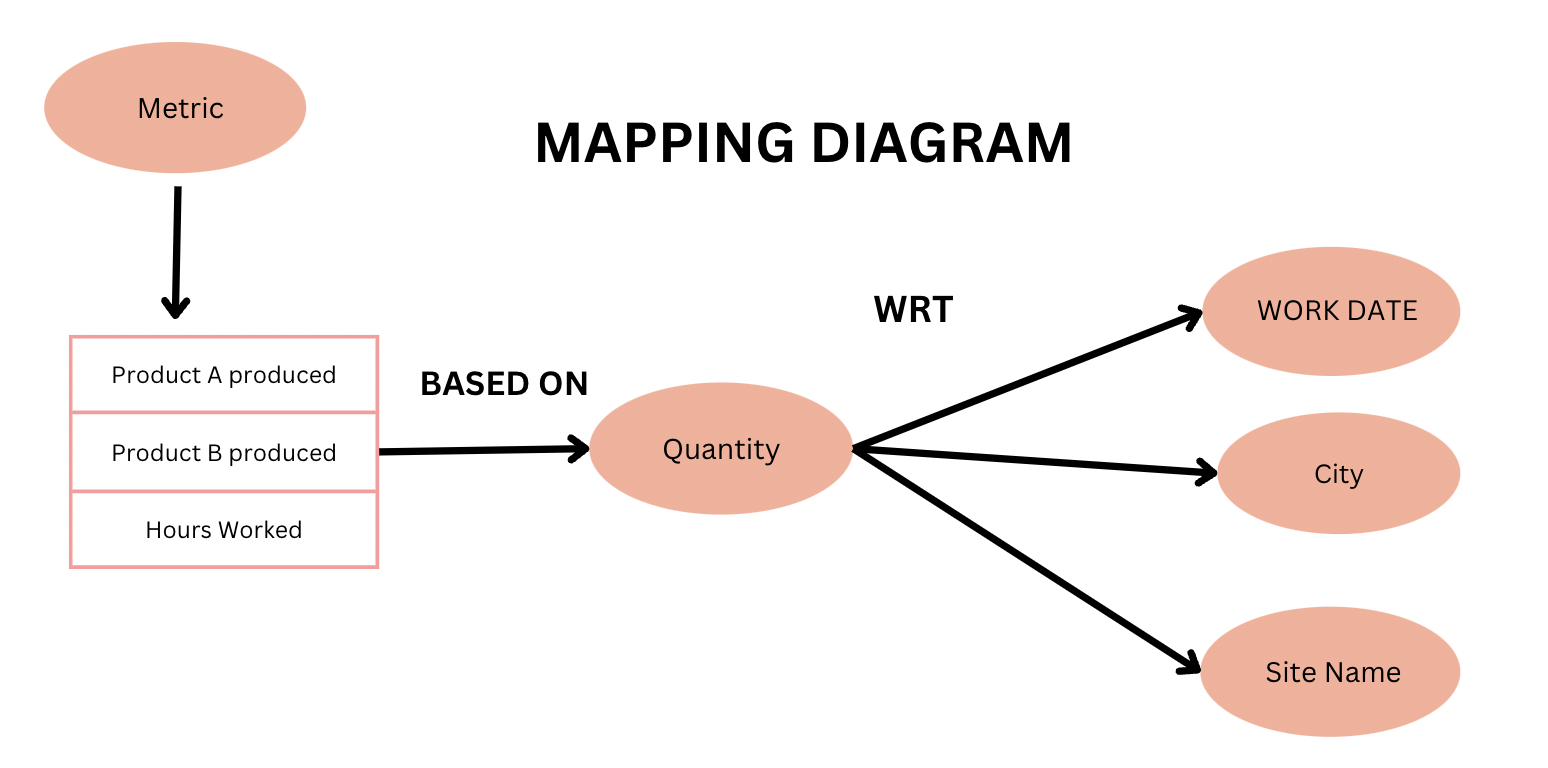 Metric
MAPPING DIAGRAM
WRT
WORK DATE
Product A produced
BASED ON
Product B produced
Quantity
City
Hours Worked
Site Name